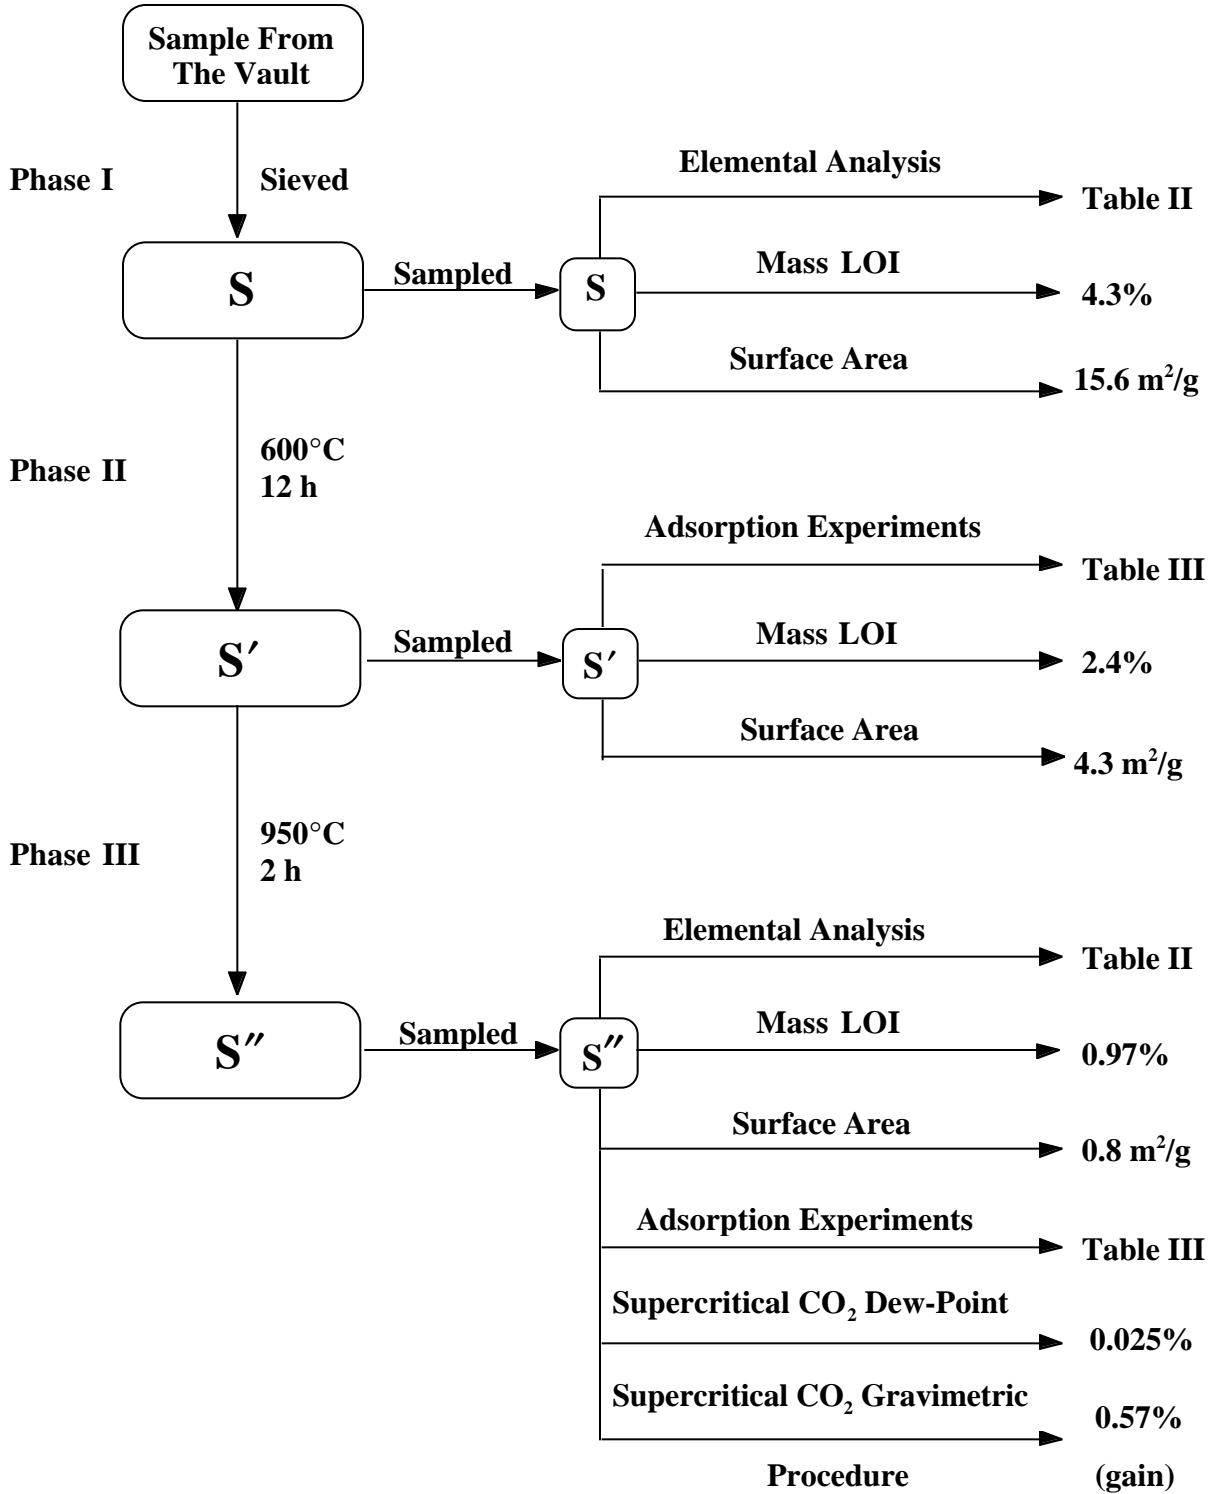 Sample From
The Vault
Phase I
Sieved
Elemental Analysis
Table II
S
Sampled
S
Mass LOI
4.3%
Surface Area
15.6 m²/g
Phase II
600°C
12 h
Adsorption Experiments
Table III
S′
Sampled
S′
Mass LOI
2.4%
Surface Area
4.3 m²/g
Phase III
950°C
2 h
Elemental Analysis
Table II
S″
Sampled
S″
Mass LOI
0.97%
Surface Area
0.8 m²/g
Adsorption Experiments
Table III
Supercritical CO₂ Dew-Point
0.025%
Supercritical CO₂ Gravimetric
0.57%
Procedure
(gain)